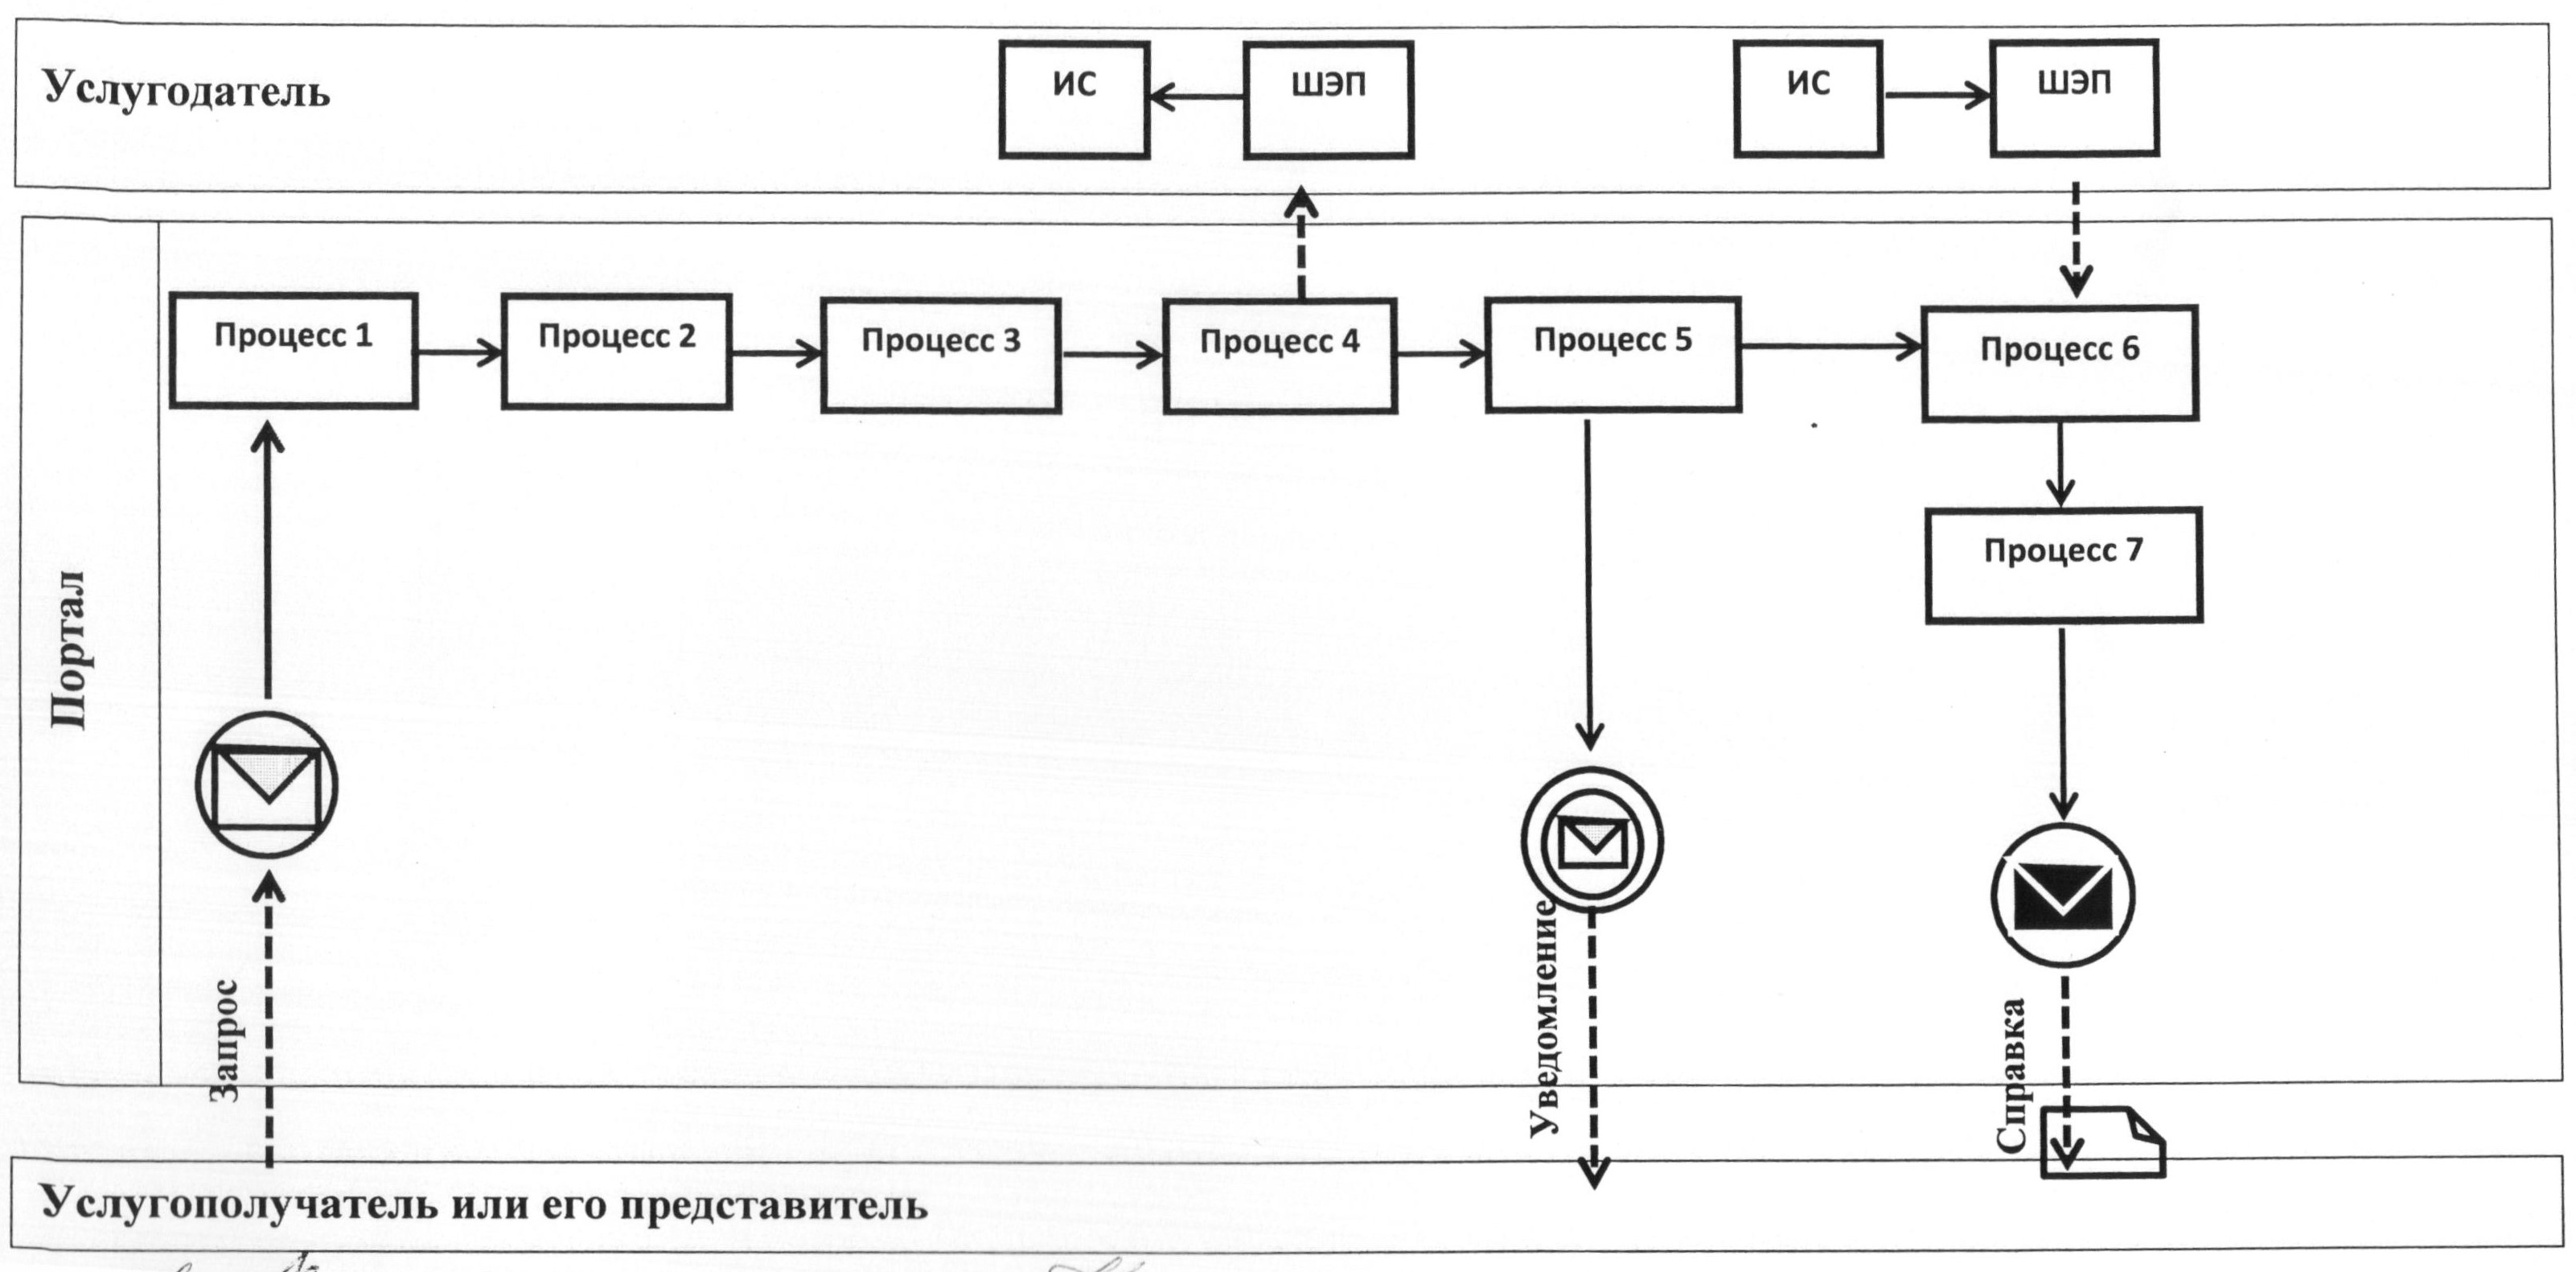 Услугодатель
ИС
ШЭП
ИС
ШЭП
Портал
Процесс 1
Процесс 2
Процесс 3
Процесс 4
Процесс 5
Процесс 6
Процесс 7
Запрос
Уведомление
Справка
Услугополучатель или его представитель